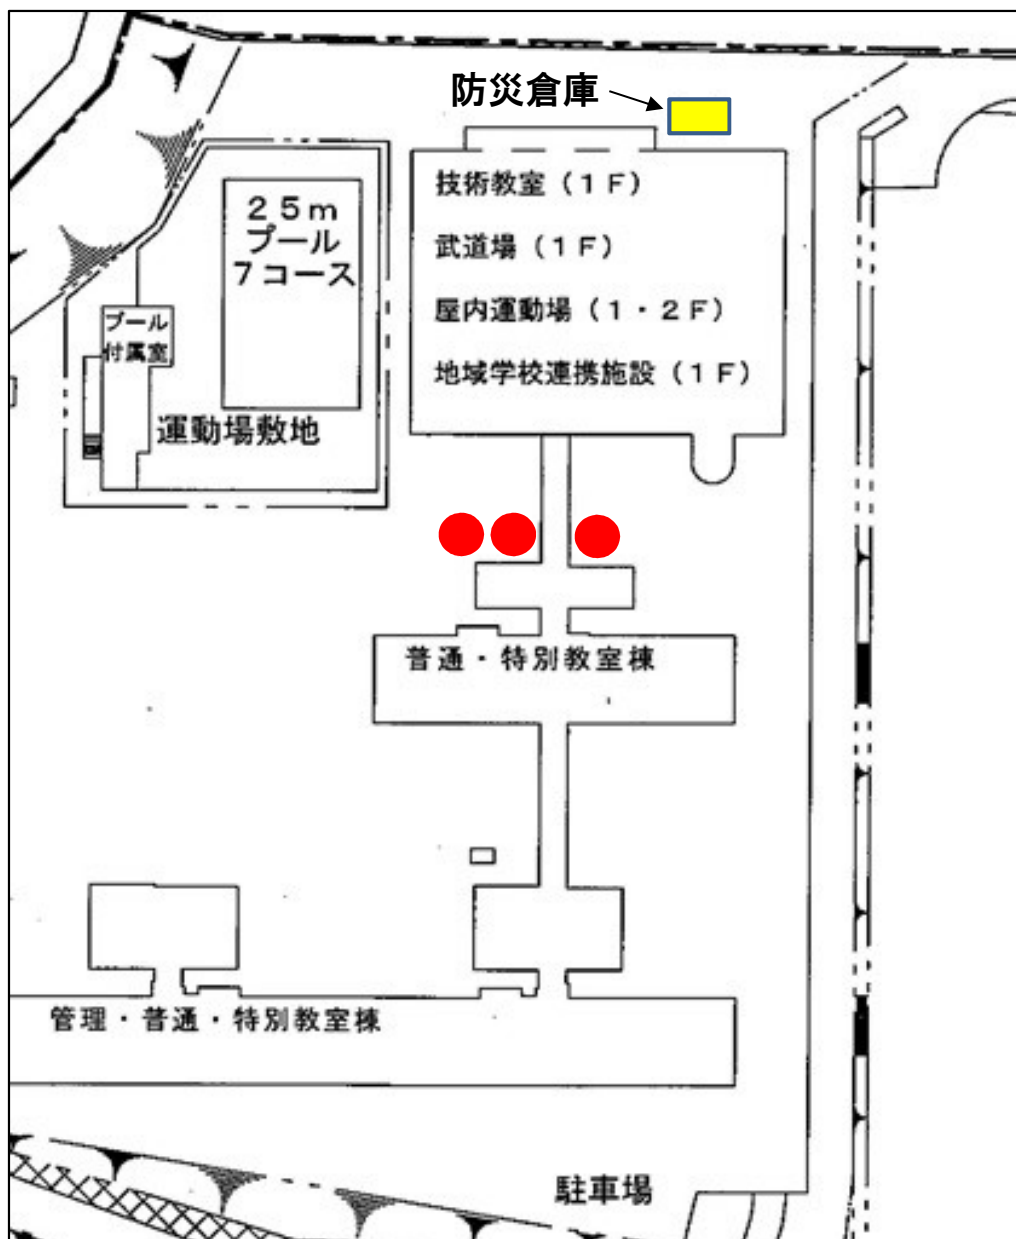 防災倉庫
技術教室（１Ｆ）
武道場（１Ｆ）
屋内運動場（１・２Ｆ）
地域学校連携施設（１Ｆ）
２５ｍ
プール
７コース
プール
付属室
運動場敷地
普通・特別教室棟
管理・普通・特別教室棟
駐車場